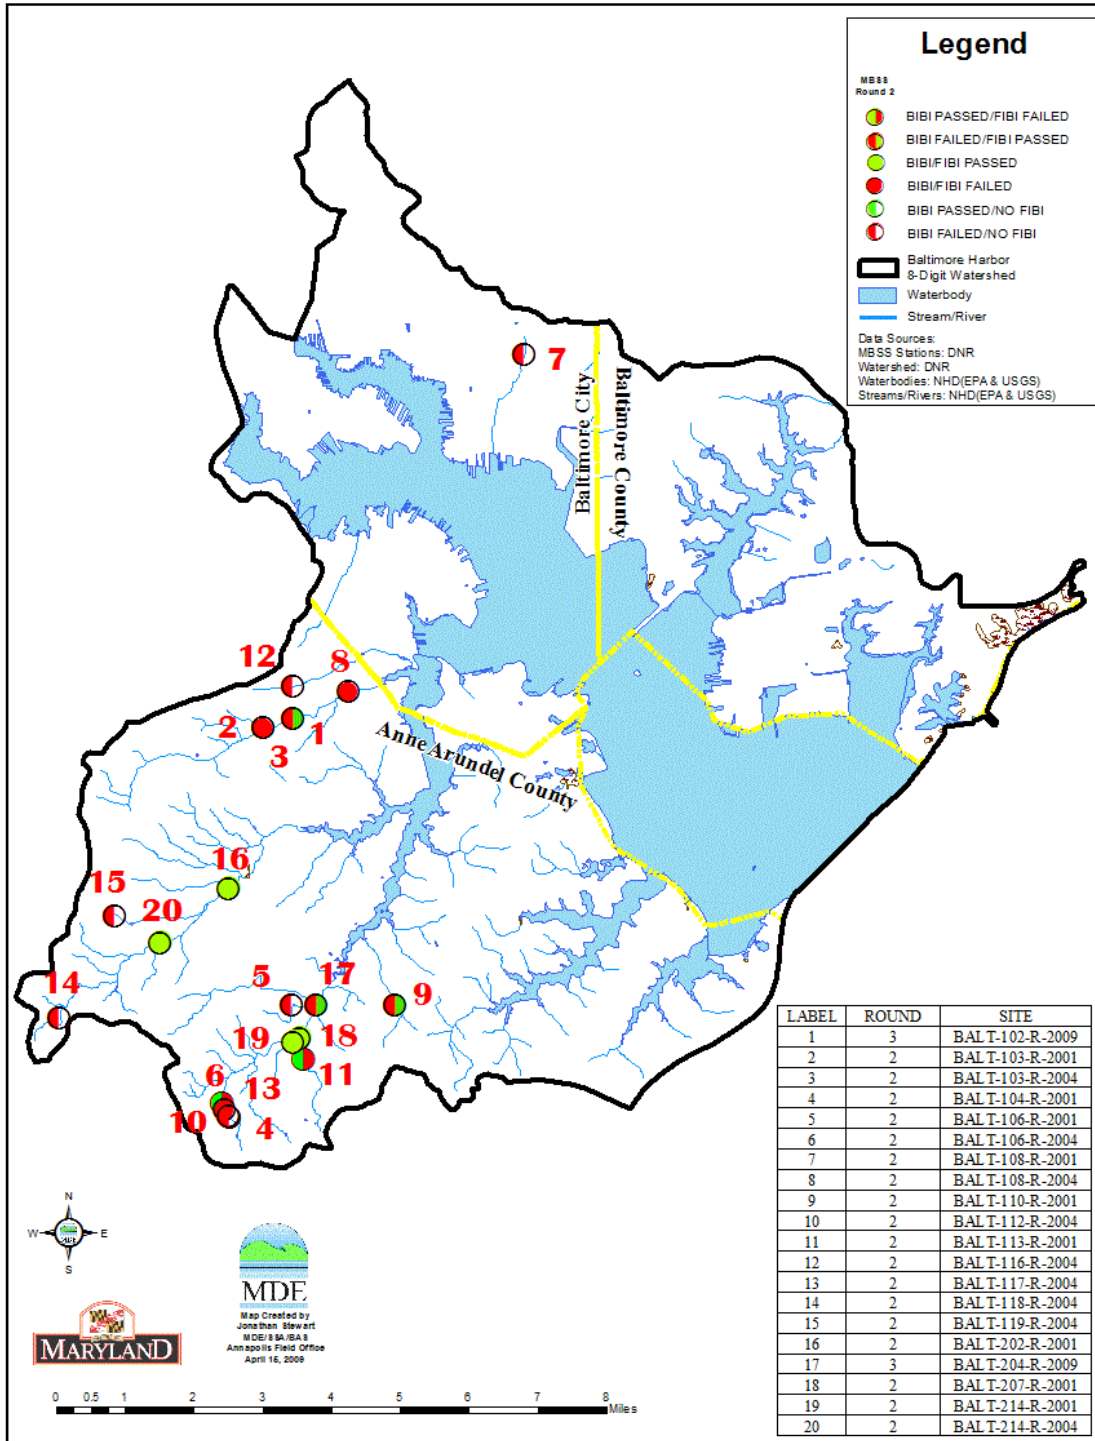 Legend
MBSS
Round 2
BIBI PASSED/FIBI FAILED
BIBI FAILED/FIBI PASSED
BIBI/FIBI PASSED
BIBI/FIBI FAILED
BIBI PASSED/NO FIBI
BIBI FAILED/NO FIBI
Baltimore Harbor
8-Digit Watershed
Waterbody
Stream/River
Data Sources:
MBSS Stations: DNR
Watershed: DNR
Waterbodies: NHD(EPA & USGS)
Streams/Rivers: NHD(EPA & USGS)
7
Baltimore City
Baltimore County
12
8
2
3
1
Anne Arundel County
16
15
20
14
5
17
9
19
18
11
6
13
10
4
LABEL ROUND SITE
1 3 BALT-102-R-2009
2 2 BALT-103-R-2001
3 2 BALT-103-R-2004
4 2 BALT-104-R-2001
5 2 BALT-106-R-2001
6 2 BALT-106-R-2004
7 2 BALT-108-R-2001
8 2 BALT-108-R-2004
9 2 BALT-110-R-2001
10 2 BALT-112-R-2004
11 2 BALT-113-R-2001
12 2 BALT-116-R-2004
13 2 BALT-117-R-2004
14 2 BALT-118-R-2004
15 2 BALT-119-R-2004
16 2 BALT-202-R-2001
17 3 BALT-204-R-2009
18 2 BALT-207-R-2001
19 2 BALT-214-R-2001
20 2 BALT-214-R-2004
N
W E
S
MDE
Map Created by
Jonathan Stewart
MDE/SSA/BAS
Annapolis Field Office
April 15, 2009
MARYLAND
0 0.5 1 2 3 4 5 6 7 8
Miles